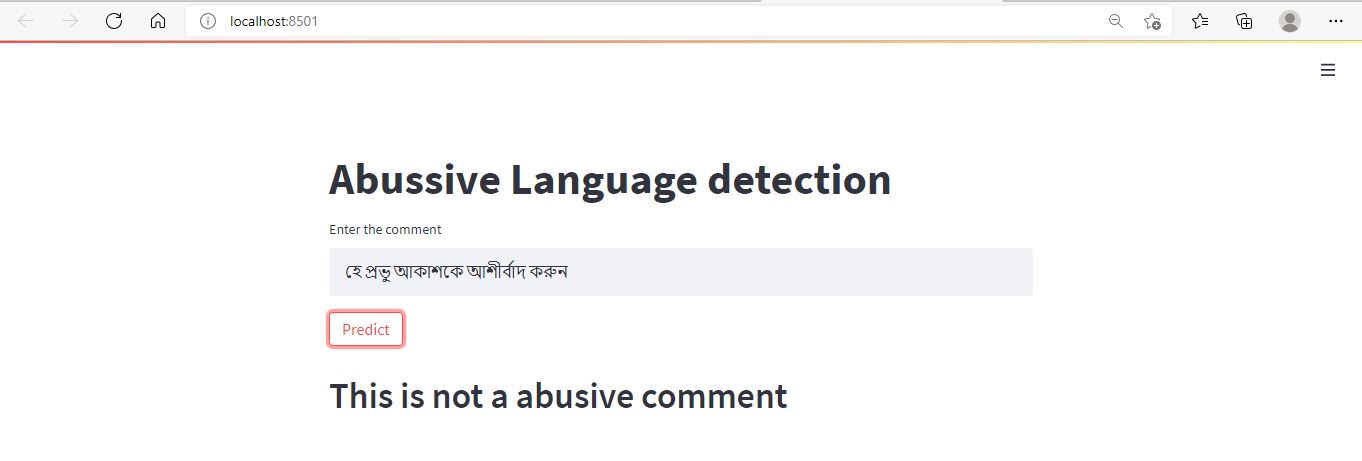 localhost:8501
Abussive Language detection
Enter the comment
হে প্রভু আকাশকে আশীর্বাদ করুন
Predict
This is not a abusive comment